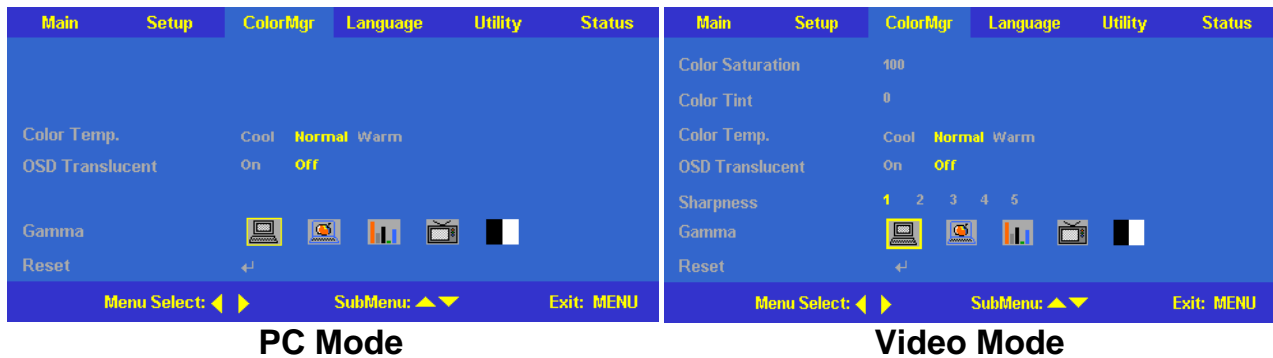 Main Setup ColorMgr Language Utility Status
Color Temp. Cool Normal Warm
OSD Translucent On Off
Gamma
Reset
Menu Select: SubMenu: Exit: MENU
PC Mode
Main Setup ColorMgr Language Utility Status
Color Saturation 100
Color Tint 0
Color Temp. Cool Normal Warm
OSD Translucent On Off
Sharpness 1 2 3 4 5
Gamma
Reset
Menu Select: SubMenu: Exit: MENU
Video Mode